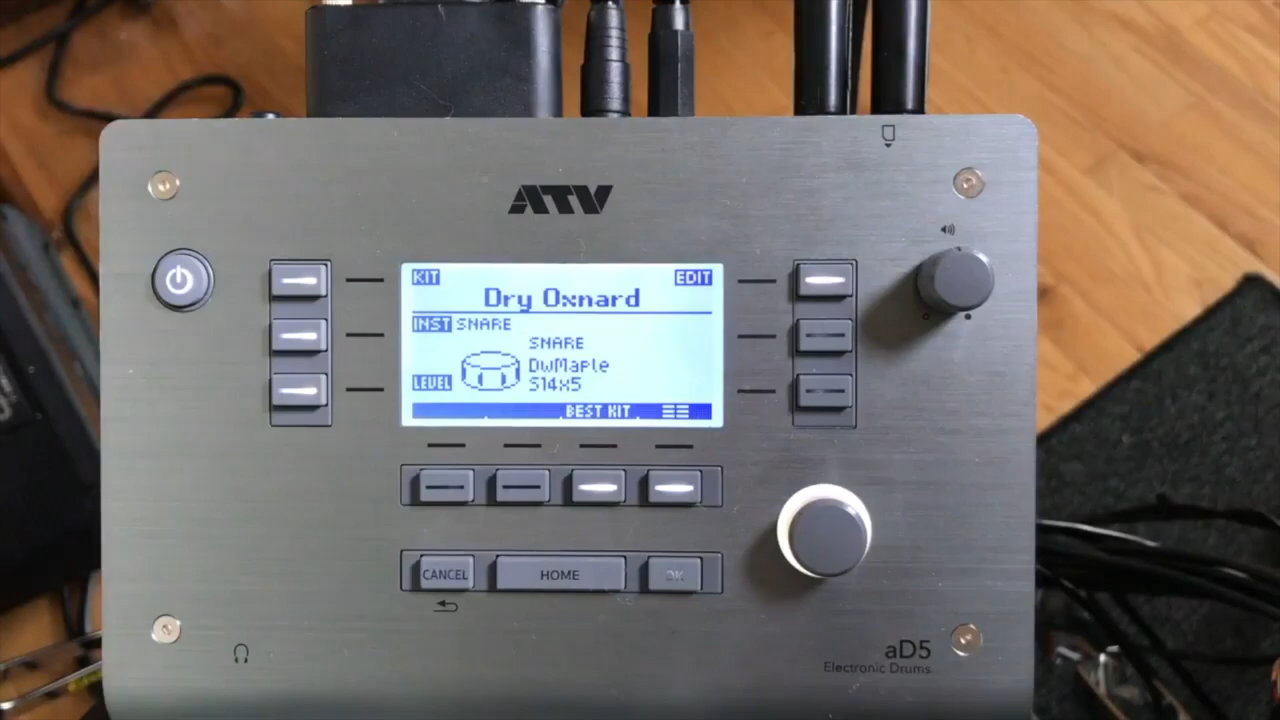 ATV
KIT
EDIT
Dry Oxnard
INST SNARE
SNARE
DwMaple
S14x5
LEVEL
BEST KIT
CANCEL
HOME
OK
aD5
Electronic Drums